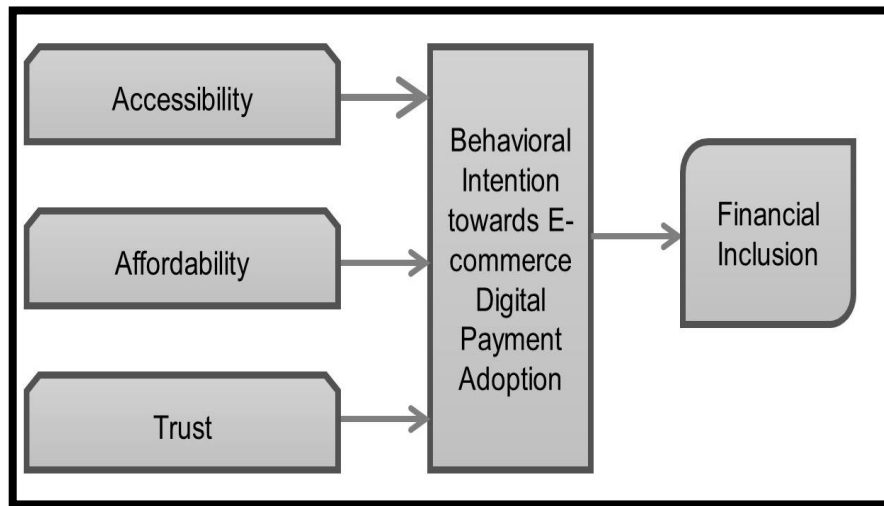 Accessibility
Affordability
Trust
Behavioral
Intention
towards E-
commerce
Digital
Payment
Adoption
Financial
Inclusion